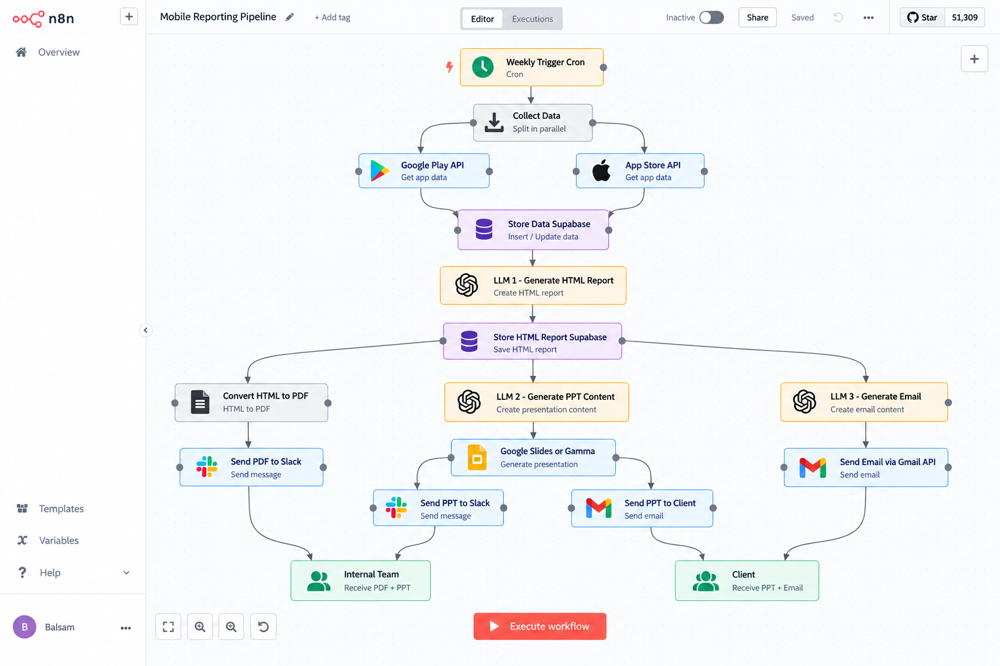 n8n
+
Mobile Reporting Pipeline
+ Add tag
Editor
Executions
Inactive
Share
Saved
•••
Star
51,309
Overview
+
Weekly Trigger Cron
Cron
Collect Data
Split in parallel
Google Play API
Get app data
App Store API
Get app data
Store Data Supabase
Insert / Update data
LLM 1 - Generate HTML Report
Create HTML report
Store HTML Report Supabase
Save HTML report
Convert HTML to PDF
HTML to PDF
LLM 2 - Generate PPT Content
Create presentation content
LLM 3 - Generate Email
Create email content
Send PDF to Slack
Send message
Google Slides or Gamma
Generate presentation
Send Email via Gmail API
Send email
Send PPT to Slack
Send message
Send PPT to Client
Send email
Templates
Variables
? Help
Internal Team
Receive PDF + PPT
Client
Receive PPT + Email
B
Balsam
•••
Execute workflow